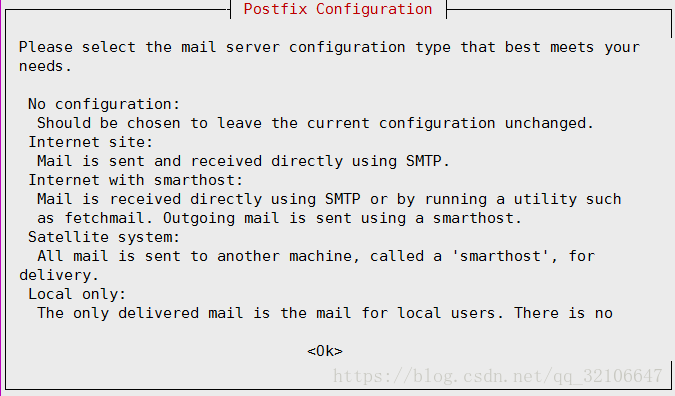 Postfix Configuration
Please select the mail server configuration type that best meets your
needs.
No configuration:
Should be chosen to leave the current configuration unchanged.
Internet site:
Mail is sent and received directly using SMTP.
Internet with smarthost:
Mail is received directly using SMTP or by running a utility such
as fetchmail. Outgoing mail is sent using a smarthost.
Satellite system:
All mail is sent to another machine, called a 'smarthost', for
delivery.
Local only:
The only delivered mail is the mail for local users. There is no
<Ok>
https://blog.csdn.net/qq_32106647